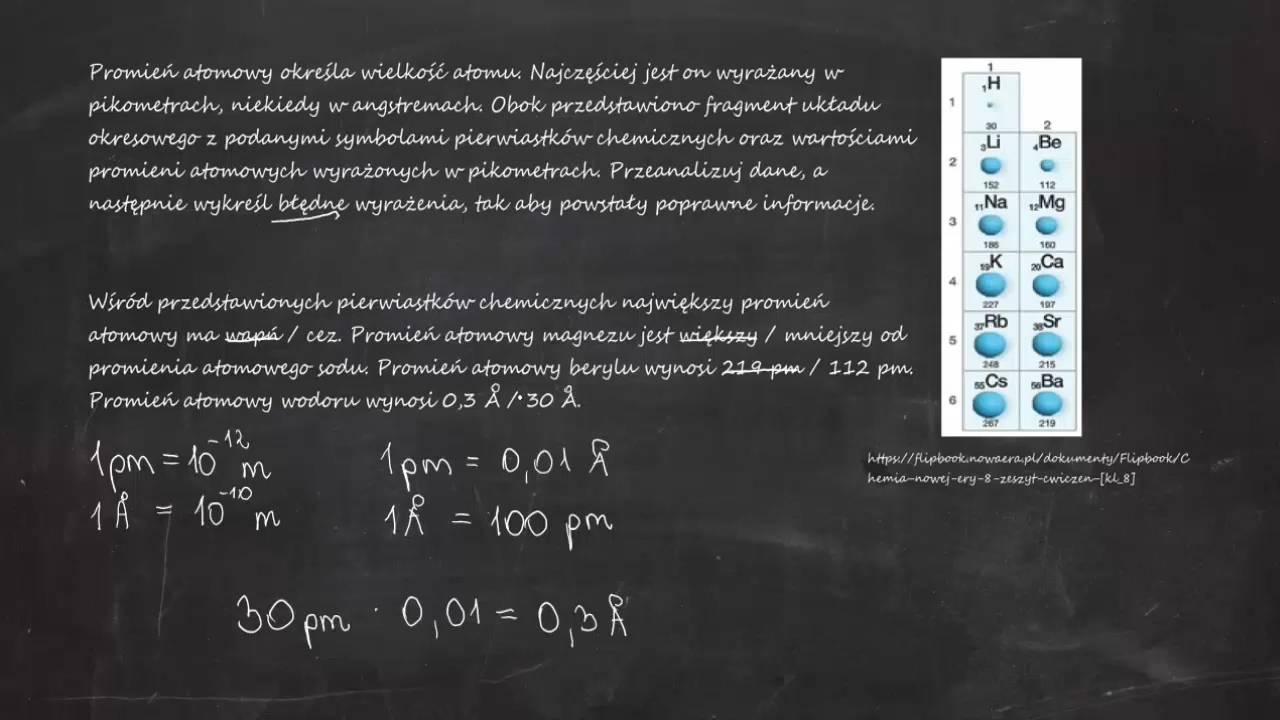 Promień atomowy określa wielkość atomu. Najczęściej jest on wyrażany w
pikometrach, niekiedy w angstremach. Obok przedstawiono fragment układu
okresowego z podanymi symbolami pierwiastków chemicznych oraz wartościami
promieni atomowych wyrażonych w pikometrach. Przeanalizuj dane, a
następnie wykreśl błędne wyrażenia, tak aby powstały poprawne informacje.
Wśród przedstawionych pierwiastków chemicznych największy promień
atomowy ma wapń / cez. Promień atomowy magnezu jest większy / mniejszy od
promienia atomowego sodu. Promień atomowy berylu wynosi 219 pm / 112 pm.
Promień atomowy wodoru wynosi 0,3 Å / 30 Å.
1pm = 10⁻¹² m
1Å = 10⁻¹⁰ m
1pm = 0,01 Å
1Å = 100 pm
30pm · 0,01 = 0,3Å
1
1 ₁H
30 2
2 ₃Li ₄Be
152 112
3 ₁₁Na ₁₂Mg
186 160
4 ₁₉K ₂₀Ca
227 197
5 ₃₇Rb ₃₈Sr
248 215
6 ₅₅Cs ₅₆Ba
267 219
https://flipbook.nowaera.pl/dokumenty/Flipbook/C
hemia-nowej-ery-8-zeszyt-cwiczen-[kl_8]